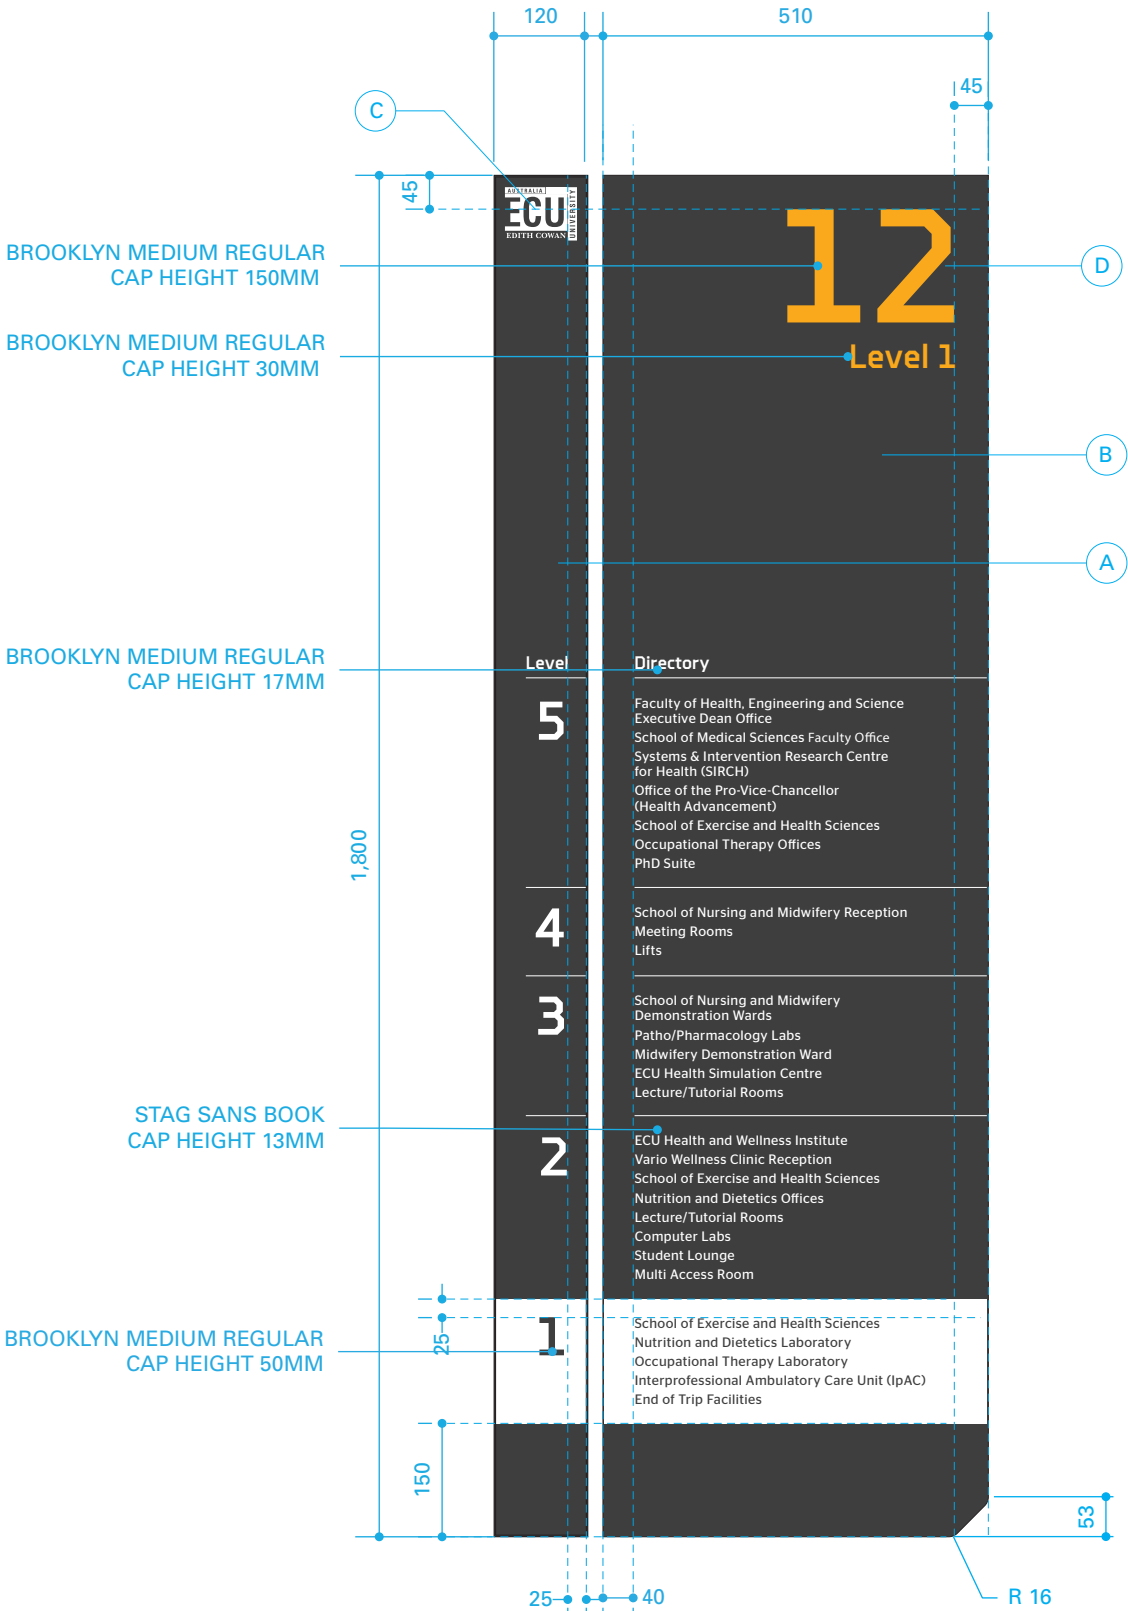 120
510
45
C
45
AUSTRALIA
ECU
EDITH COWAN
UNIVERSITY
12
Level 1
BROOKLYN MEDIUM REGULAR
CAP HEIGHT 150MM
D
BROOKLYN MEDIUM REGULAR
CAP HEIGHT 30MM
B
A
BROOKLYN MEDIUM REGULAR
CAP HEIGHT 17MM
Level
Directory
5
Faculty of Health, Engineering and Science
Executive Dean Office
School of Medical Sciences Faculty Office
Systems & Intervention Research Centre
for Health (SIRCH)
Office of the Pro-Vice-Chancellor
(Health Advancement)
School of Exercise and Health Sciences
Occupational Therapy Offices
PhD Suite
1,800
4
School of Nursing and Midwifery Reception
Meeting Rooms
Lifts
3
School of Nursing and Midwifery
Demonstration Wards
Patho/Pharmacology Labs
Midwifery Demonstration Ward
ECU Health Simulation Centre
Lecture/Tutorial Rooms
STAG SANS BOOK
CAP HEIGHT 13MM
2
ECU Health and Wellness Institute
Vario Wellness Clinic Reception
School of Exercise and Health Sciences
Nutrition and Dietetics Offices
Lecture/Tutorial Rooms
Computer Labs
Student Lounge
Multi Access Room
BROOKLYN MEDIUM REGULAR
CAP HEIGHT 50MM
25
1
School of Exercise and Health Sciences
Nutrition and Dietetics Laboratory
Occupational Therapy Laboratory
Interprofessional Ambulatory Care Unit (IpAC)
End of Trip Facilities
150
53
25
40
R 16